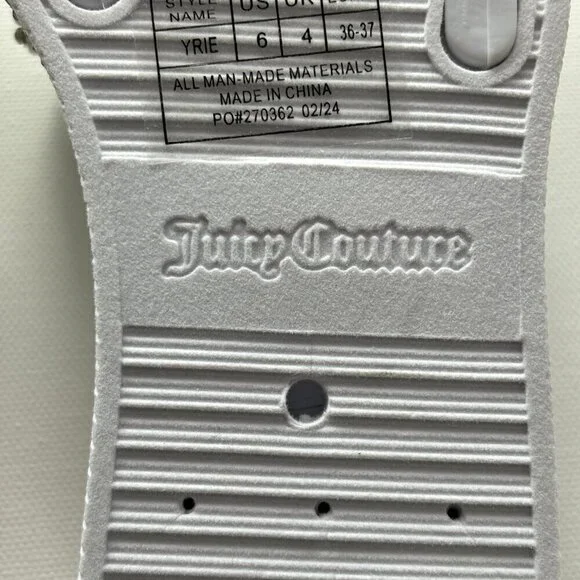 STYLE US UK EURO
NAME
YRIE 6 4 36-37
ALL MAN-MADE MATERIALS
MADE IN CHINA
PO#270362 02/24
Juicy Couture